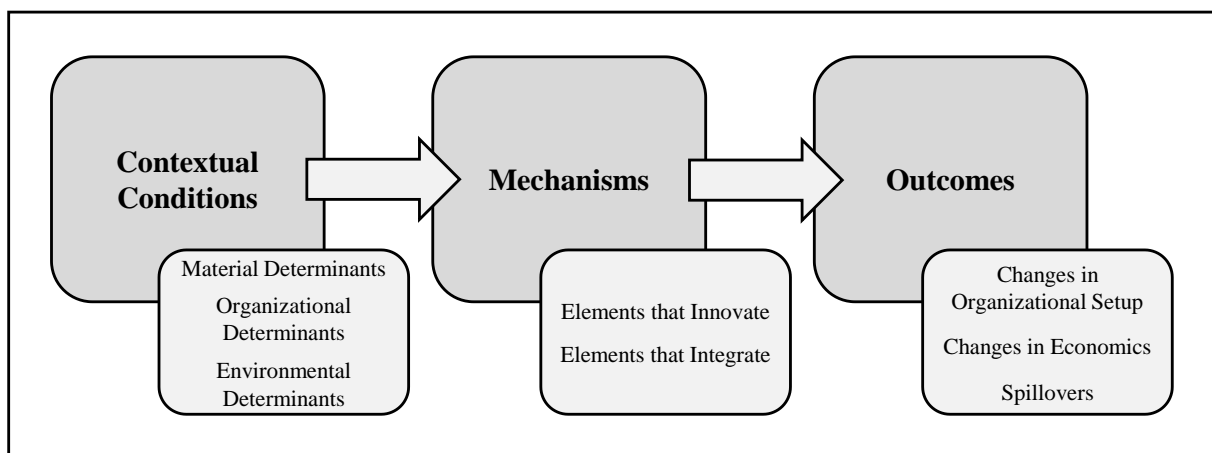 Contextual
Conditions
Material Determinants
Organizational
Determinants
Environmental
Determinants
Mechanisms
Elements that Innovate
Elements that Integrate
Outcomes
Changes in
Organizational Setup
Changes in Economics
Spillovers